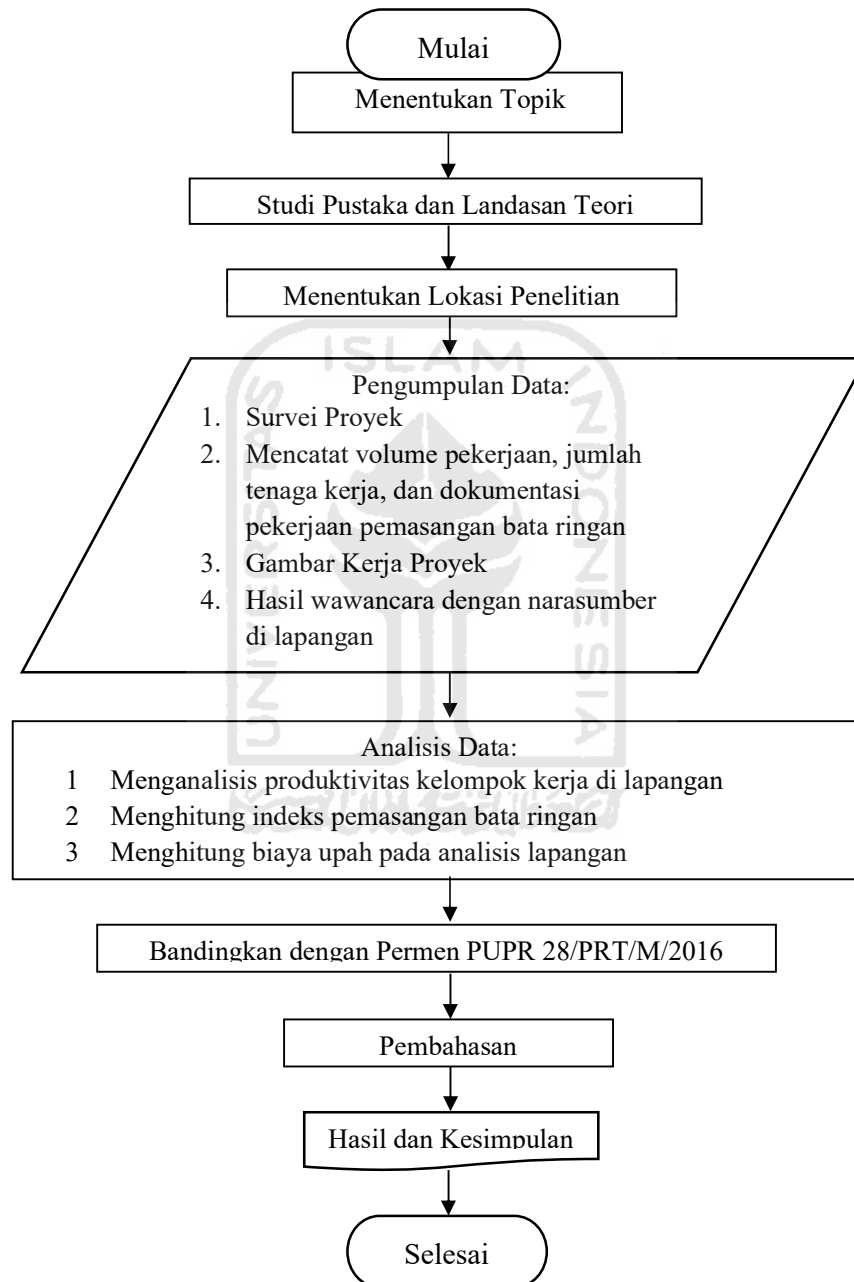 Mulai
Menentukan Topik
Studi Pustaka dan Landasan Teori
Menentukan Lokasi Penelitian
Pengumpulan Data:
1. Survei Proyek
2. Mencatat volume pekerjaan, jumlah
tenaga kerja, dan dokumentasi
pekerjaan pemasangan bata ringan
3. Gambar Kerja Proyek
4. Hasil wawancara dengan narasumber
di lapangan
Analisis Data:
1 Menganalisis produktivitas kelompok kerja di lapangan
2 Menghitung indeks pemasangan bata ringan
3 Menghitung biaya upah pada analisis lapangan
Bandingkan dengan Permen PUPR 28/PRT/M/2016
Pembahasan
Hasil dan Kesimpulan
Selesai
UNIVERSITAS
ISLAM
INDONESIA